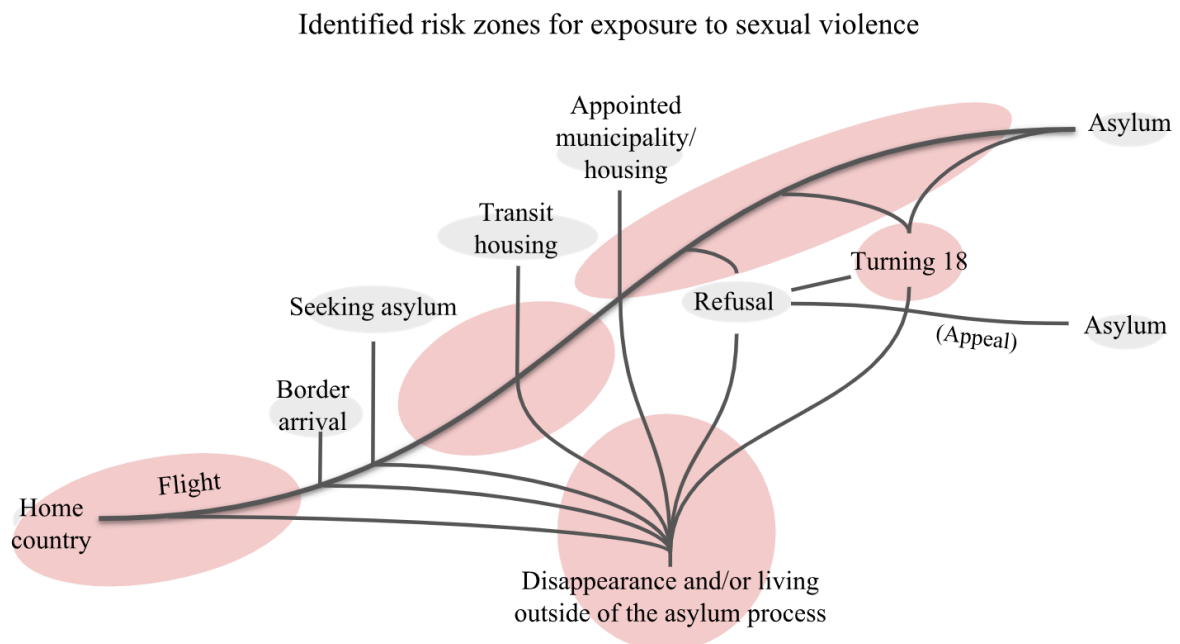 Identified risk zones for exposure to sexual violence
Appointed
municipality/
housing
Asylum
Transit
housing
Turning 18
Seeking asylum
Refusal
(Appeal)
Asylum
Border
arrival
Flight
Home
country
Disappearance and/or living
outside of the asylum process